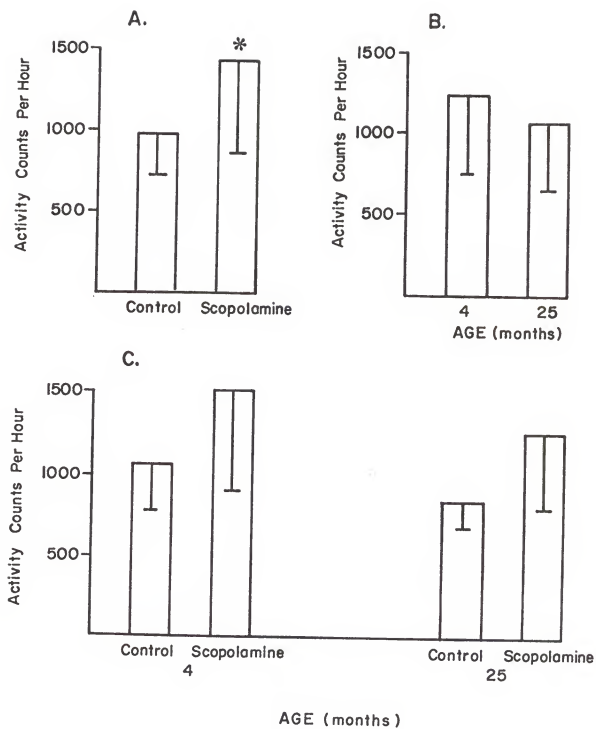 A.
Activity Counts Per Hour
1500
1000
500
*
Control Scopolamine
B.
Activity Counts Per Hour
1500
1000
500
4 25
AGE (months)
C.
Activity Counts Per Hour
1500
1000
500
Control Scopolamine
4
Control Scopolamine
25
AGE (months)